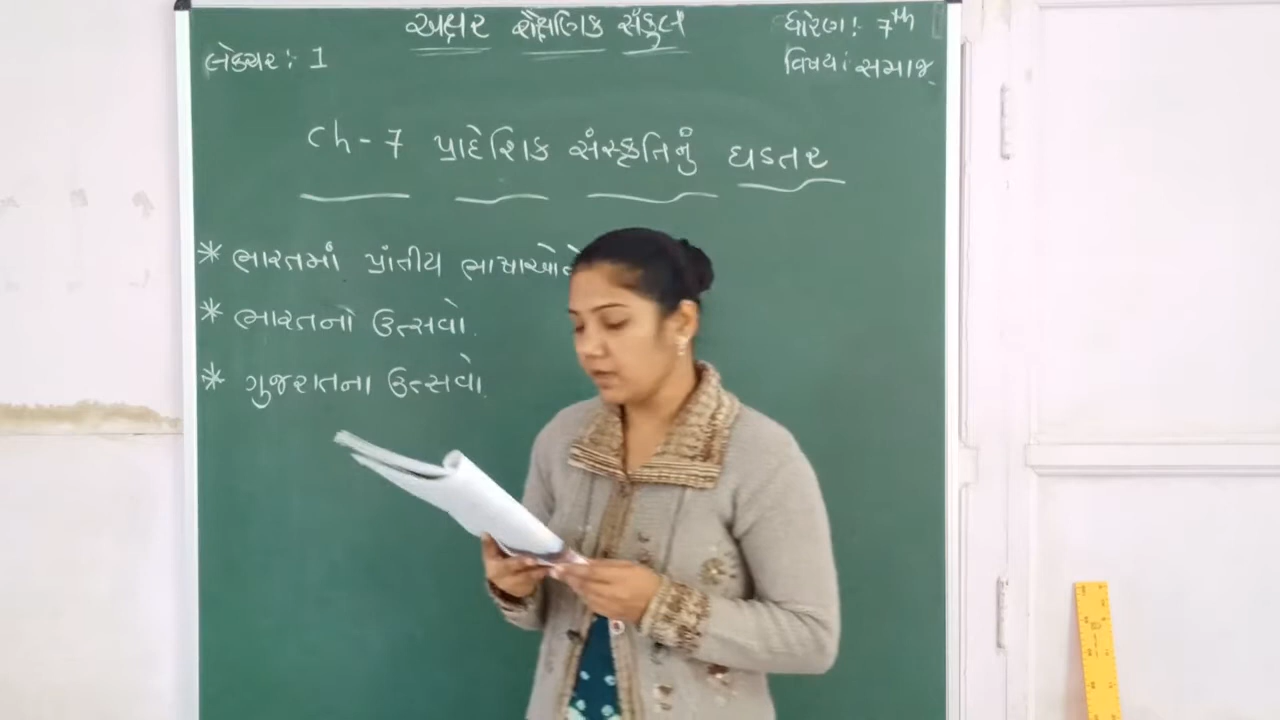 અક્ષર શૈક્ષણિક સંકુલ
ધોરણ: 7th
લેક્ચર: 1
વિષય: સમાજ
Ch-7 પ્રાદેશિક સંસ્કૃતિનું ઘડતર
* ભારતમાં પ્રાંતીય
* ભારતનાં ઉત્સવો.
* ગુજરાતના ઉત્સવો.